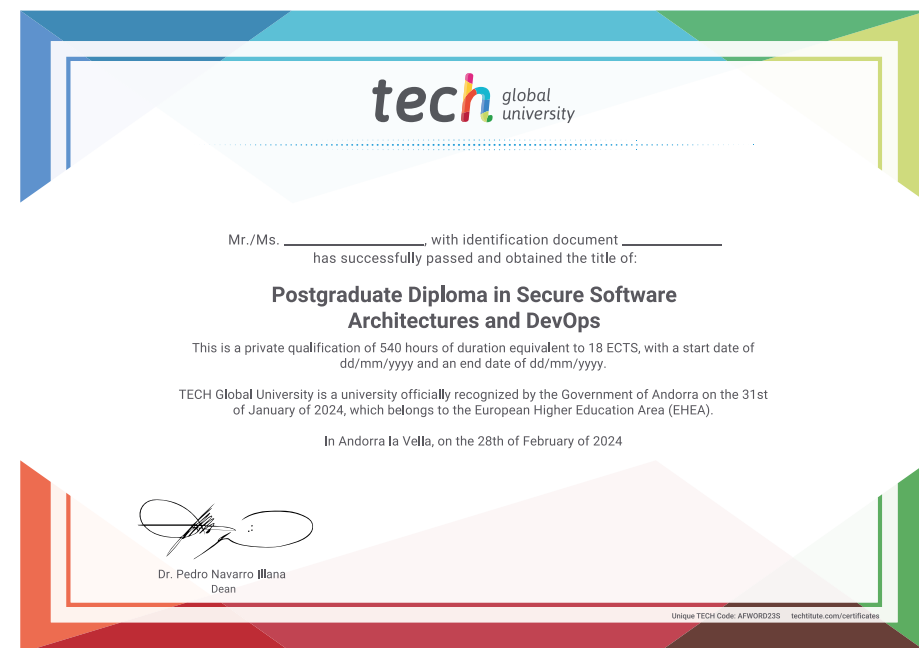 tech global university
Mr./Ms. ____________________, with identification document ______________
has successfully passed and obtained the title of:
Postgraduate Diploma in Secure Software
Architectures and DevOps
This is a private qualification of 540 hours of duration equivalent to 18 ECTS, with a start date of
dd/mm/yyyy and an end date of dd/mm/yyyy.
TECH Global University is a university officially recognized by the Government of Andorra on the 31st
of January of 2024, which belongs to the European Higher Education Area (EHEA).
In Andorra la Vella, on the 28th of February of 2024
Dr. Pedro Navarro Illana
Dean
Unique TECH Code: AFWORD23S techtitute.com/certificates